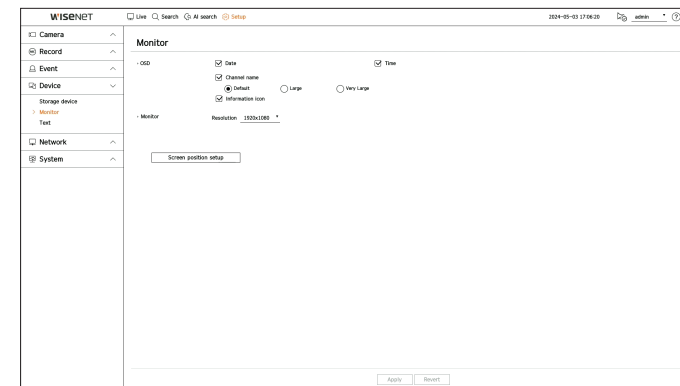 WISENET
Live Search AI search Setup 2024-05-03 17:06:20 admin ?
Camera
Record
Event
Device
Storage device
Monitor
Text
Network
System
Monitor
- OSD Date Time
Channel name
Default Large Very Large
Information icon
- Monitor Resolution 1920x1080
Screen position setup
Apply Revert